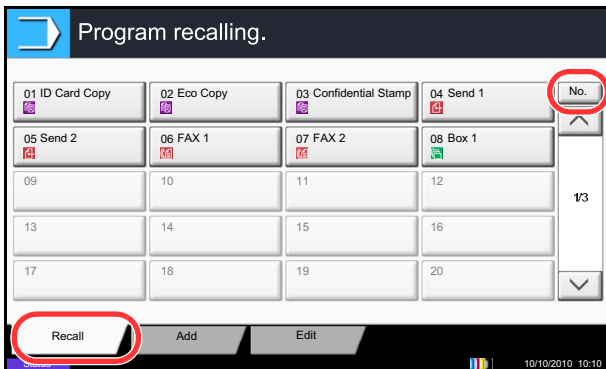 Program recalling.
01 ID Card Copy 02 Eco Copy 03 Confidential Stamp 04 Send 1 No.
05 Send 2 06 FAX 1 07 FAX 2 08 Box 1
09 10 11 12
1/3
13 14 15 16
17 18 19 20
Recall Add Edit
Status 10/10/2010 10:10